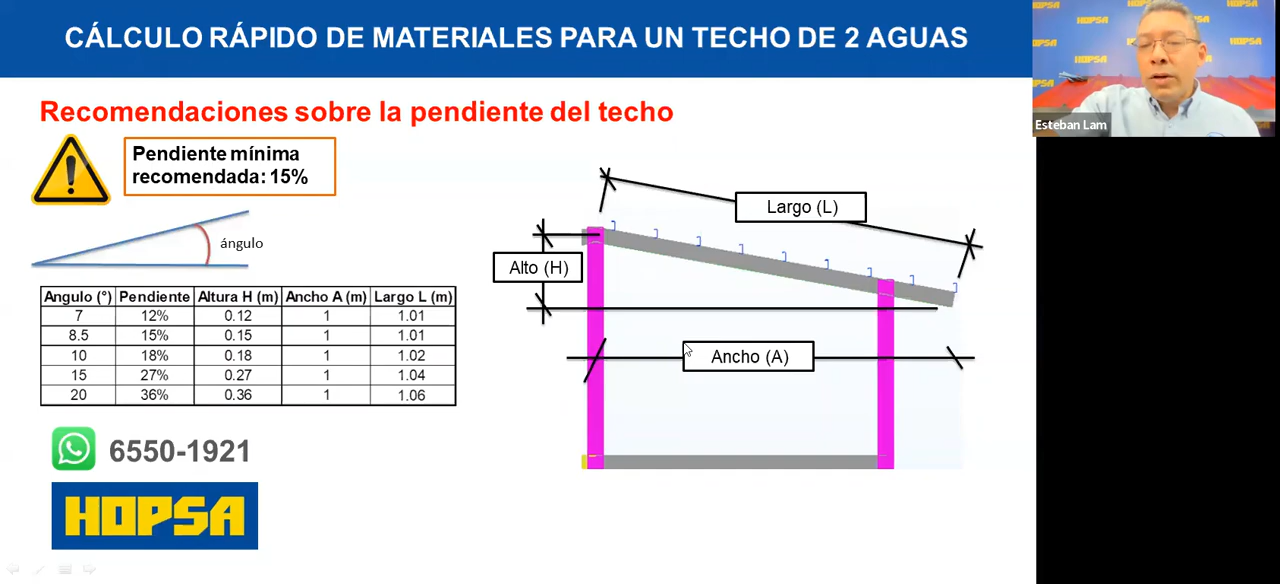 CÁLCULO RÁPIDO DE MATERIALES PARA UN TECHO DE 2 AGUAS
Recomendaciones sobre la pendiente del techo
Pendiente mínima
recomendada: 15%
ángulo
Angulo (°) Pendiente Altura H (m) Ancho A (m) Largo L (m)
7 12% 0.12 1 1.01
8.5 15% 0.15 1 1.01
10 18% 0.18 1 1.02
15 27% 0.27 1 1.04
20 36% 0.36 1 1.06
6550-1921
HOPSA
Largo (L)
Alto (H)
Ancho (A)
HOPSA
HOPSA
HOPSA
HOPSA
HOPSA
HOPSA
Esteban Lam